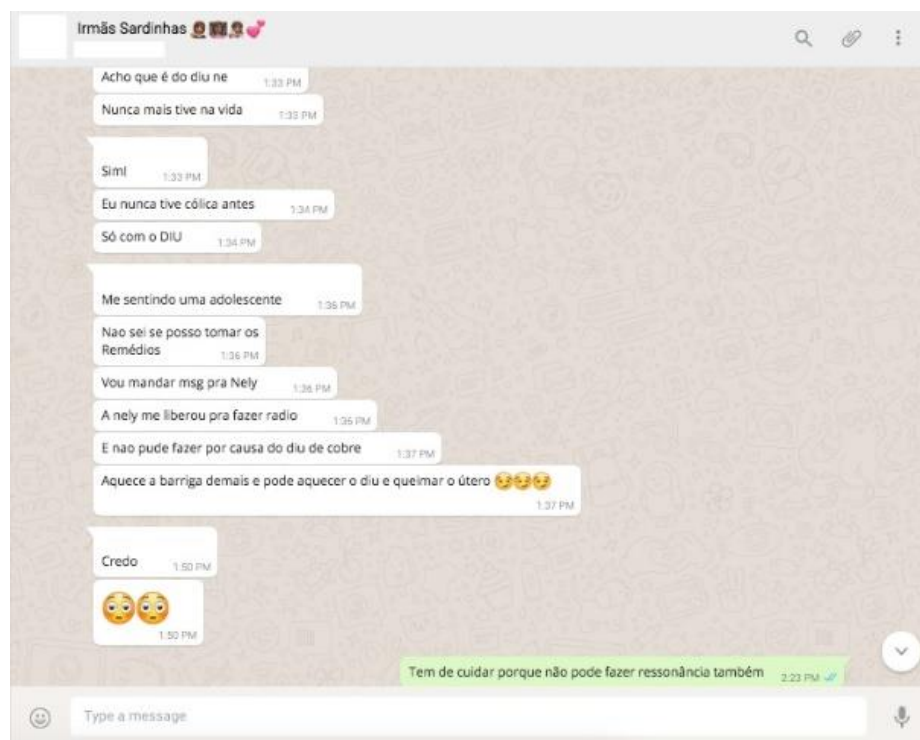 Irmãs Sardinhas
Acho que é do diu ne 1:33 PM
Nunca mais tive na vida 1:33 PM
Sim! 1:33 PM
Eu nunca tive cólica antes 1:34 PM
Só com o DIU 1:34 PM
Me sentindo uma adolescente 1:36 PM
Nao sei se posso tomar os
Remédios 1:36 PM
Vou mandar msg pra Nely 1:36 PM
A nely me liberou pra fazer radio 1:36 PM
E nao pude fazer por causa do diu de cobre 1:37 PM
Aquece a barriga demais e pode aquecer o diu e queimar o útero 😏😏😏
1:37 PM
Credo 1:50 PM
😳😳
1:50 PM
Tem de cuidar porque não pode fazer ressonância também 2:23 PM
Type a message